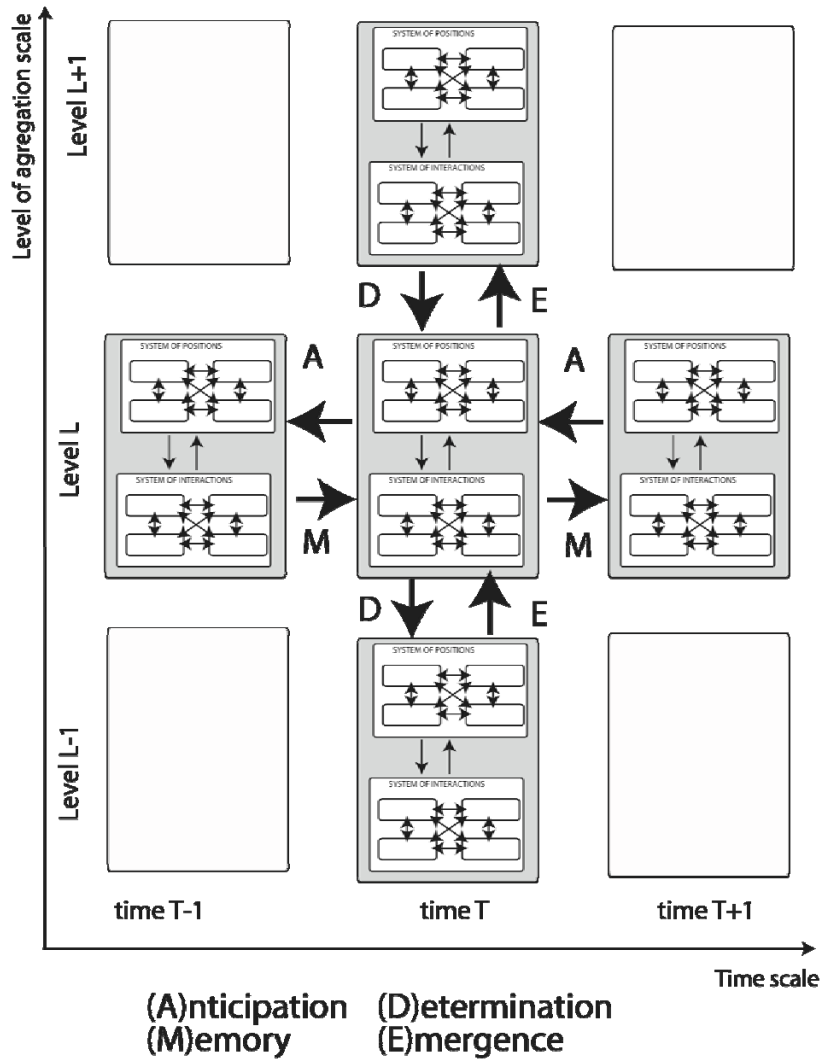 Level of agregation scale
Level L+1
SYSTEM OF POSITIONS
SYSTEM OF INTERACTIONS
D
E
Level L
SYSTEM OF POSITIONS
SYSTEM OF INTERACTIONS
A
M
SYSTEM OF POSITIONS
SYSTEM OF INTERACTIONS
A
M
SYSTEM OF POSITIONS
SYSTEM OF INTERACTIONS
D
E
Level L-1
SYSTEM OF POSITIONS
SYSTEM OF INTERACTIONS
time T-1
time T
time T+1
Time scale
(A)nticipation (D)etermination
(M)emory (E)mergence